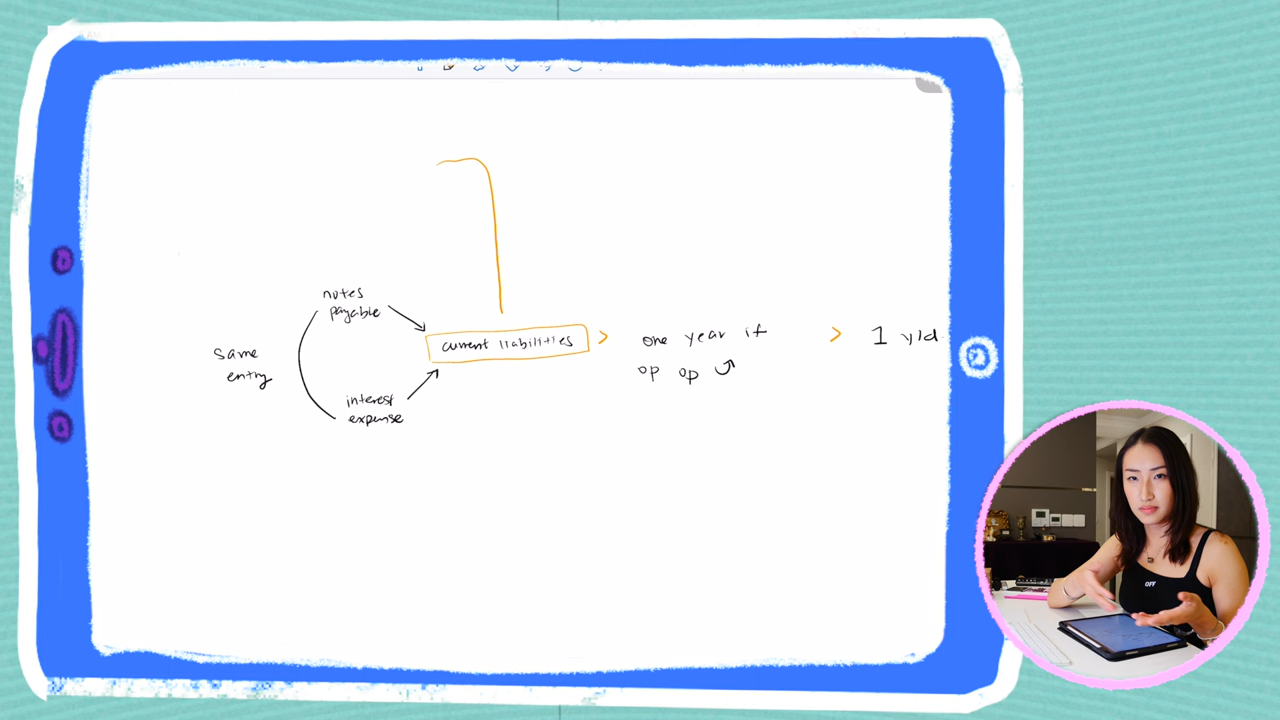 notes
payable
same
entry
interest
expense
current liabilities
>
one year if
op op
>
1 yld
OFF